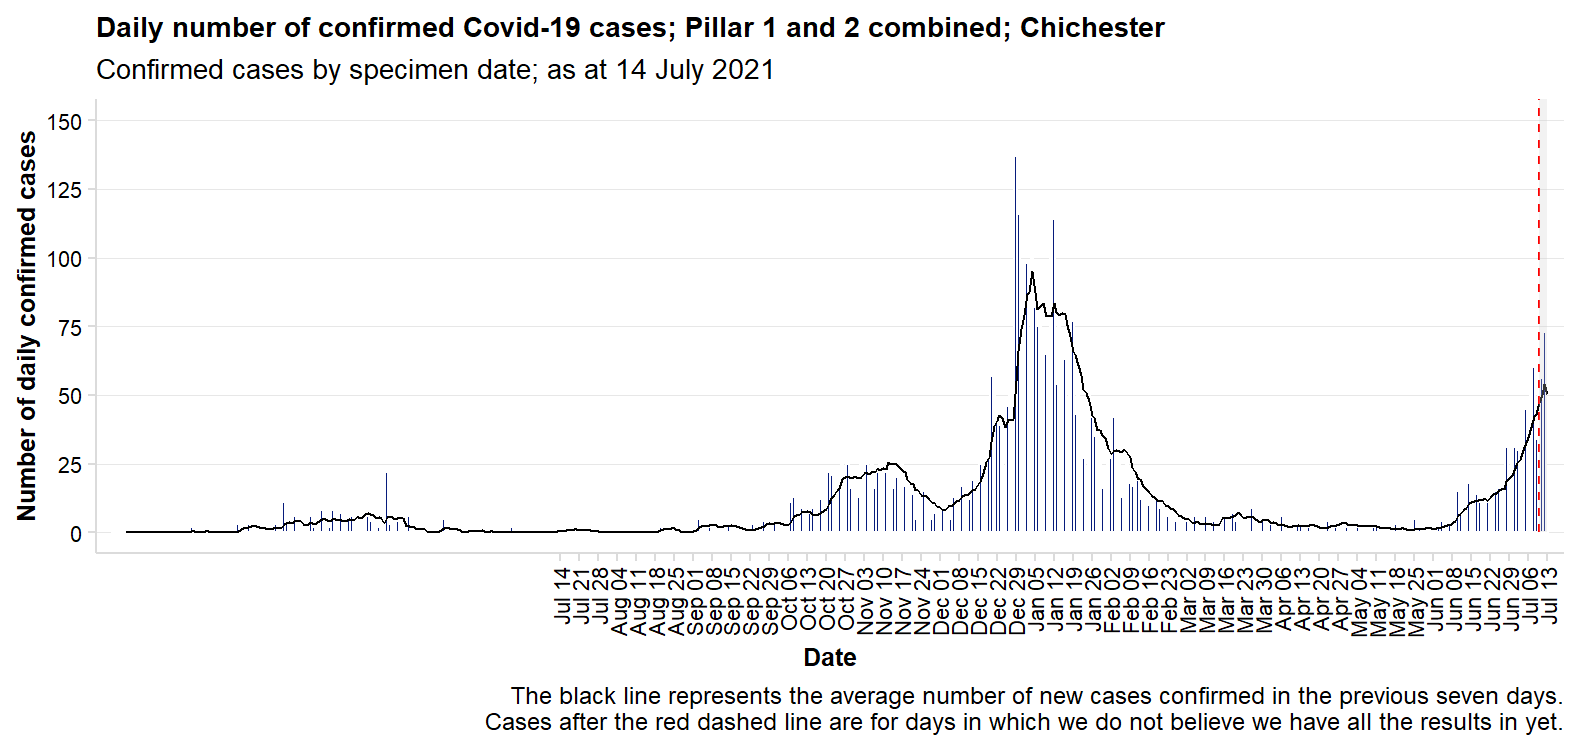 Daily number of confirmed Covid-19 cases; Pillar 1 and 2 combined; Chichester
Confirmed cases by specimen date; as at 14 July 2021
Number of daily confirmed cases
150
125
100
75
50
25
0
Jul 14
Jul 21
Jul 28
Aug 04
Aug 11
Aug 18
Aug 25
Sep 01
Sep 08
Sep 15
Sep 22
Sep 29
Oct 06
Oct 13
Oct 20
Oct 27
Nov 03
Nov 10
Nov 17
Nov 24
Dec 01
Dec 08
Dec 15
Dec 22
Dec 29
Jan 05
Jan 12
Jan 19
Jan 26
Feb 02
Feb 09
Feb 16
Feb 23
Mar 02
Mar 09
Mar 16
Mar 23
Mar 30
Apr 06
Apr 13
Apr 20
Apr 27
May 04
May 11
May 18
May 25
Jun 01
Jun 08
Jun 15
Jun 22
Jun 29
Jul 06
Jul 13
Date
The black line represents the average number of new cases confirmed in the previous seven days.
Cases after the red dashed line are for days in which we do not believe we have all the results in yet.